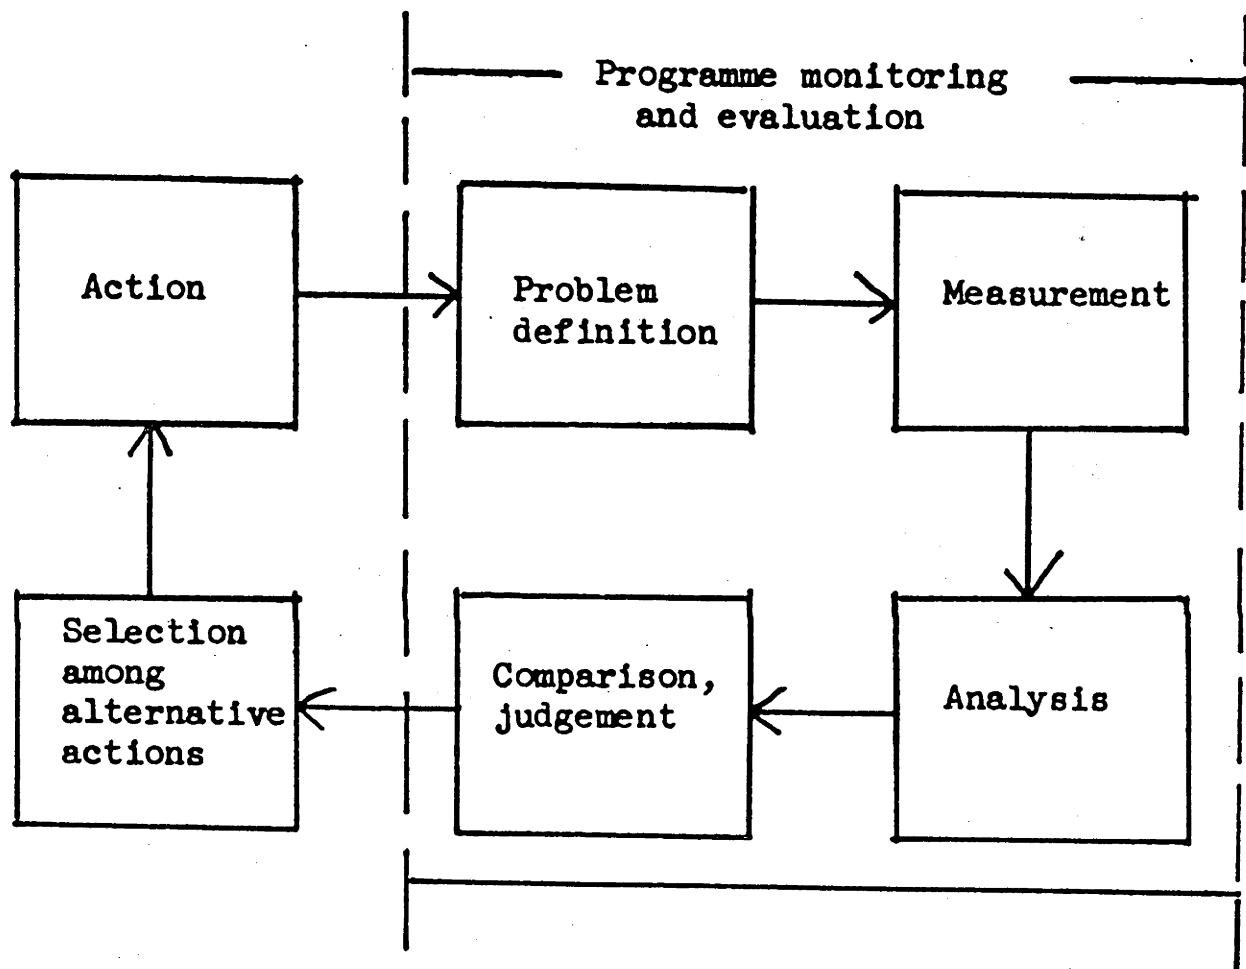 Programme monitoring
and evaluation
Action
Problem
definition
Measurement
Selection
among
alternative
actions
Comparison,
judgement
Analysis